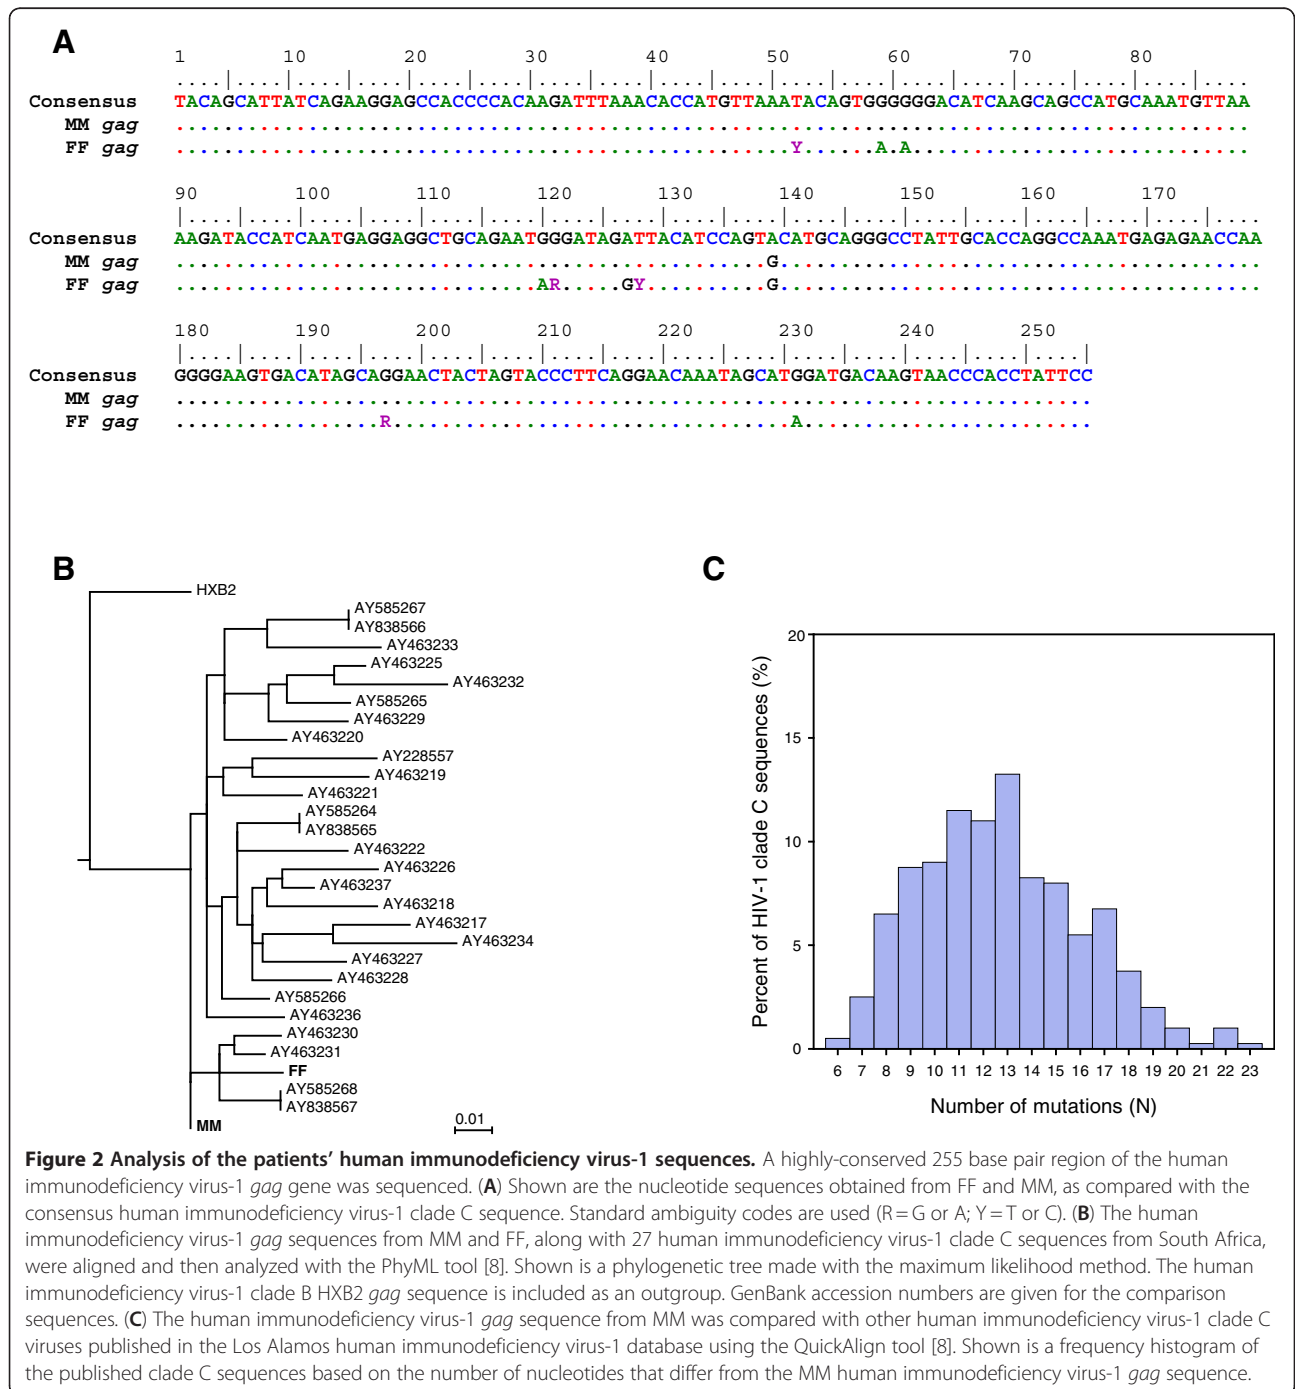 A
1 10 20 30 40 50 60 70 80
Consensus TACAGCATTATCAGAAGGAGCCACCCCACAAGATTTAAACACCATGTTAAATACAGTGGGGGGACATCAAGCAGCCATGCAAATGTTAA
MM gag .........................................................................................
FF gag ...................................................Y......A.A............................
90 100 110 120 130 140 150 160 170
Consensus AAGATACCATCAATGAGGAGGCTGCAGAATGGGATAGATTACATCCAGTACATGCAGGGCCTATTGCACCAGGCCAAATGAGAGAACCAA
MM gag .................................................G........................................
FF gag ..............................AR.....GY..........G........................................
180 190 200 210 220 230 240 250
Consensus GGGGAAGTGACATAGCAGGAACTACTAGTACCCTTCAGGAACAAATAGCATGGATGACAAGTAACCCACCTATTCC
MM gag ............................................................................
FF gag .................R.................................A........................
B
HXB2
AY585267
AY838566
AY463233
AY463225
AY463232
AY585265
AY463229
AY463220
AY228557
AY463219
AY463221
AY585264
AY838565
AY463222
AY463226
AY463237
AY463218
AY463217
AY463234
AY463227
AY463228
AY585266
AY463236
AY463230
AY463231
FF
AY585268
AY838567
MM
0.01
C
Percent of HIV-1 clade C sequences (%)
20
15
10
5
0
6 7 8 9 10 11 12 13 14 15 16 17 18 19 20 21 22 23
Number of mutations (N)
Figure 2 Analysis of the patients’ human immunodeficiency virus-1 sequences. A highly-conserved 255 base pair region of the human
immunodeficiency virus-1 gag gene was sequenced. (A) Shown are the nucleotide sequences obtained from FF and MM, as compared with the
consensus human immunodeficiency virus-1 clade C sequence. Standard ambiguity codes are used (R = G or A; Y = T or C). (B) The human
immunodeficiency virus-1 gag sequences from MM and FF, along with 27 human immunodeficiency virus-1 clade C sequences from South Africa,
were aligned and then analyzed with the PhyML tool [8]. Shown is a phylogenetic tree made with the maximum likelihood method. The human
immunodeficiency virus-1 clade B HXB2 gag sequence is included as an outgroup. GenBank accession numbers are given for the comparison
sequences. (C) The human immunodeficiency virus-1 gag sequence from MM was compared with other human immunodeficiency virus-1 clade C
viruses published in the Los Alamos human immunodeficiency virus-1 database using the QuickAlign tool [8]. Shown is a frequency histogram of
the published clade C sequences based on the number of nucleotides that differ from the MM human immunodeficiency virus-1 gag sequence.